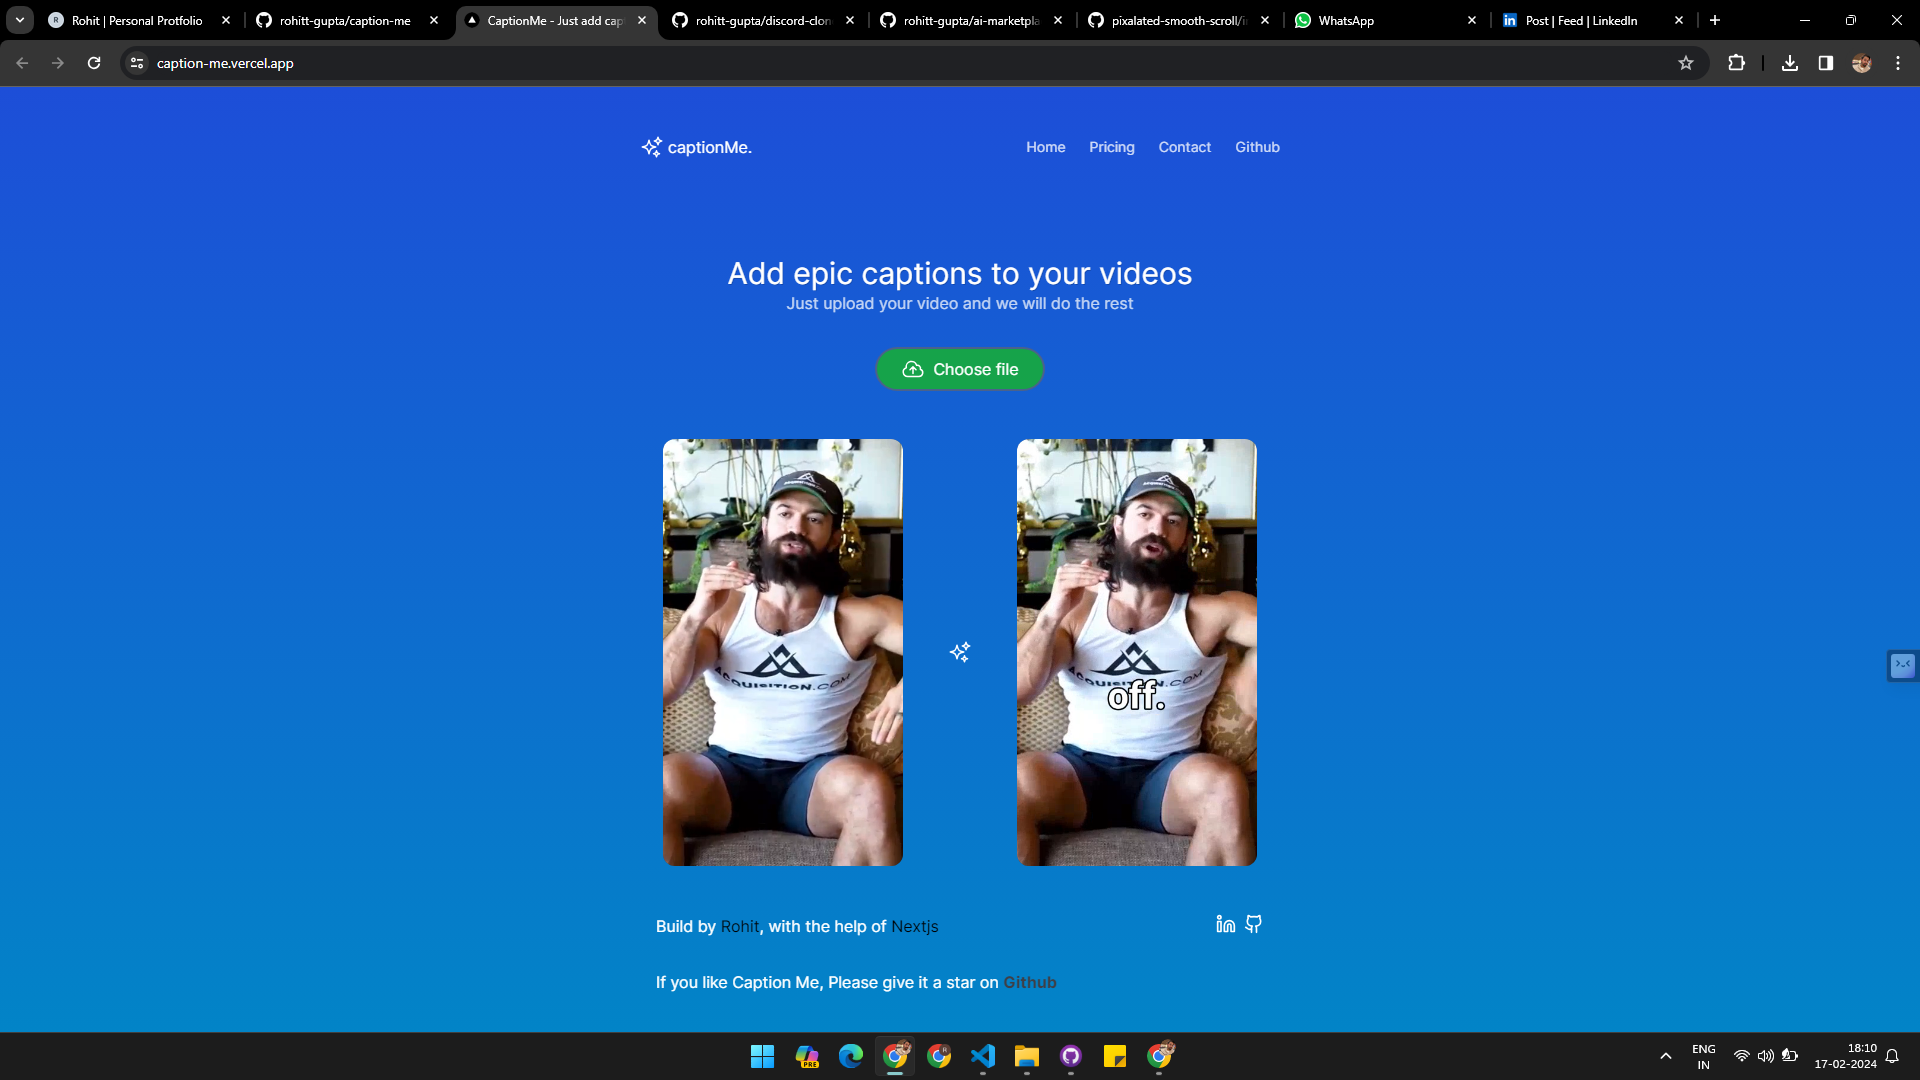 Rohit | Personal Protfolio
rohitt-gupta/caption-me
CaptionMe - Just add cap
rohitt-gupta/discord-clon
rohitt-gupta/ai-marketpla
pixalated-smooth-scroll/i
WhatsApp
Post | Feed | LinkedIn
caption-me.vercel.app
captionMe.
Home
Pricing
Contact
Github
Add epic captions to your videos
Just upload your video and we will do the rest
Choose file
ACQUISITION.COM
ACQUISITION.COM
off.
Build by Rohit, with the help of Nextjs
If you like Caption Me, Please give it a star on Github
PRE
ENG
IN
18:10
17-02-2024